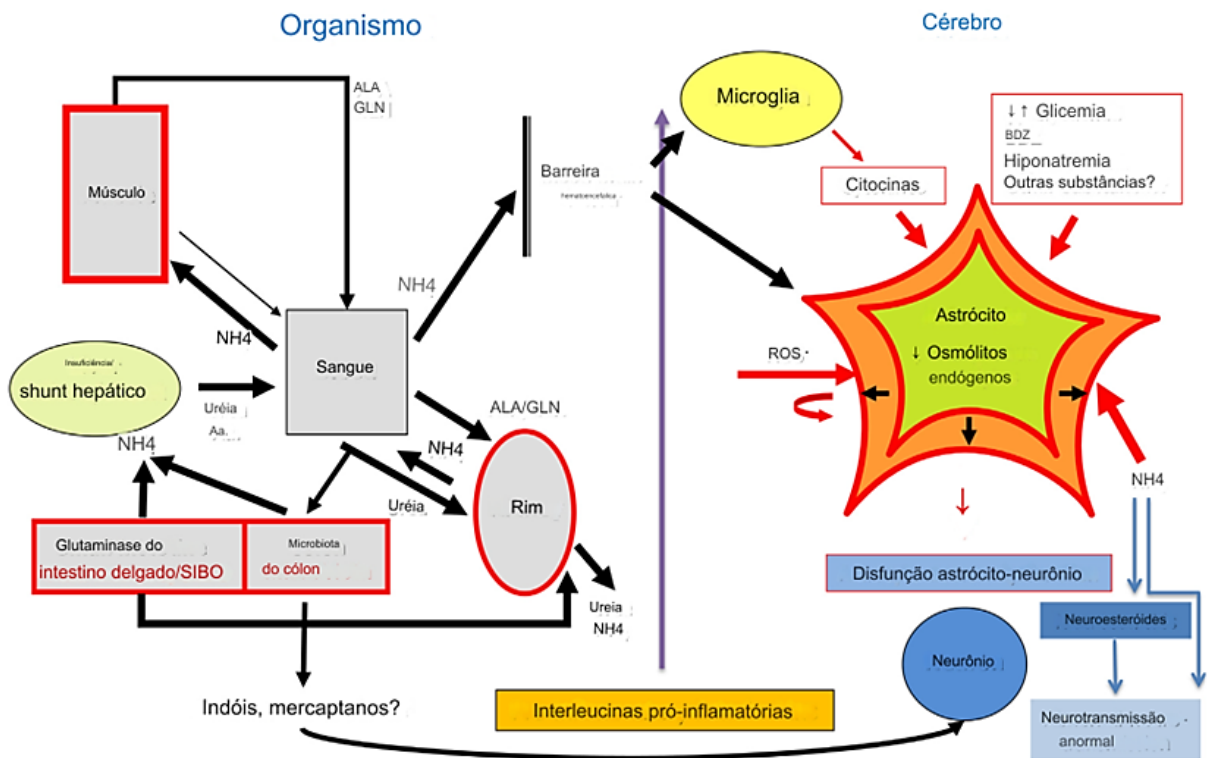 Organismo
Cérebro
ALA
GLN
Músculo
NH4
Insuficiência/
shunt hepático
Uréia
Aa.
Sangue
NH4
Barreira
hematoencefálica
NH4
Glutaminase do
intestino delgado/SIBO
Microbiota
do cólon
ALA/GLN
NH4
Uréia
Rim
Ureia
NH4
Indóis, mercaptanos?
Interleucinas pró-inflamatórias
Microglia
Citocinas
↓ ↑ Glicemia
BDZ
Hiponatremia
Outras substâncias?
Astrócito
↓ Osmólitos
endógenos
ROS
NH4
↓
Disfunção astrócito-neurônio
Neurônio
Neuroesteróides
Neurotransmissão
anormal